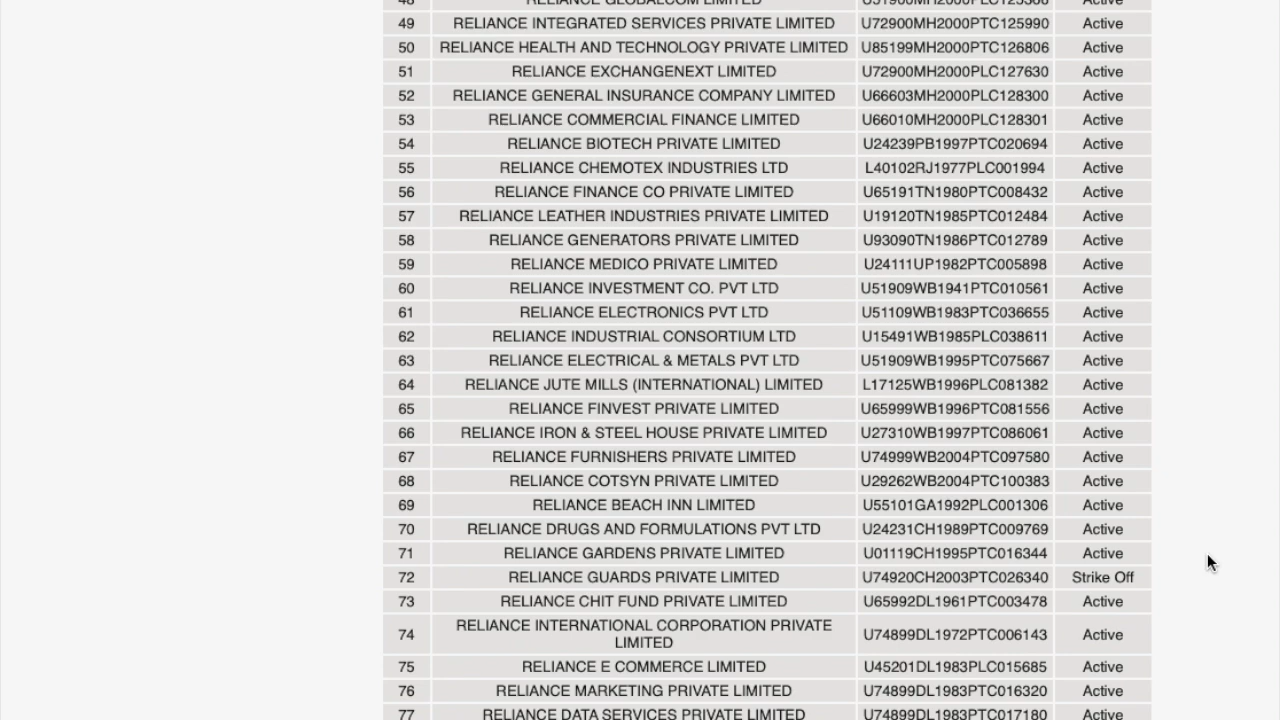 48 RELIANCE GLOBALCOM LIMITED Active
49 RELIANCE INTEGRATED SERVICES PRIVATE LIMITED U72900MH2000PTC125990 Active
50 RELIANCE HEALTH AND TECHNOLOGY PRIVATE LIMITED U85199MH2000PTC126806 Active
51 RELIANCE EXCHANGENEXT LIMITED U72900MH2000PLC127630 Active
52 RELIANCE GENERAL INSURANCE COMPANY LIMITED U66603MH2000PLC128300 Active
53 RELIANCE COMMERCIAL FINANCE LIMITED U66010MH2000PLC128301 Active
54 RELIANCE BIOTECH PRIVATE LIMITED U24239PB1997PTC020694 Active
55 RELIANCE CHEMOTEX INDUSTRIES LTD L40102RJ1977PLC001994 Active
56 RELIANCE FINANCE CO PRIVATE LIMITED U65191TN1980PTC008432 Active
57 RELIANCE LEATHER INDUSTRIES PRIVATE LIMITED U19120TN1985PTC012484 Active
58 RELIANCE GENERATORS PRIVATE LIMITED U93090TN1986PTC012789 Active
59 RELIANCE MEDICO PRIVATE LIMITED U24111UP1982PTC005898 Active
60 RELIANCE INVESTMENT CO. PVT LTD U51909WB1941PTC010561 Active
61 RELIANCE ELECTRONICS PVT LTD U51109WB1983PTC036655 Active
62 RELIANCE INDUSTRIAL CONSORTIUM LTD U15491WB1985PLC038611 Active
63 RELIANCE ELECTRICAL & METALS PVT LTD U51909WB1995PTC075667 Active
64 RELIANCE JUTE MILLS (INTERNATIONAL) LIMITED L17125WB1996PLC081382 Active
65 RELIANCE FINVEST PRIVATE LIMITED U65999WB1996PTC081556 Active
66 RELIANCE IRON & STEEL HOUSE PRIVATE LIMITED U27310WB1997PTC086061 Active
67 RELIANCE FURNISHERS PRIVATE LIMITED U74999WB2004PTC097580 Active
68 RELIANCE COTSYN PRIVATE LIMITED U29262WB2004PTC100383 Active
69 RELIANCE BEACH INN LIMITED U55101GA1992PLC001306 Active
70 RELIANCE DRUGS AND FORMULATIONS PVT LTD U24231CH1989PTC009769 Active
71 RELIANCE GARDENS PRIVATE LIMITED U01119CH1995PTC016344 Active
72 RELIANCE GUARDS PRIVATE LIMITED U74920CH2003PTC026340 Strike Off
73 RELIANCE CHIT FUND PRIVATE LIMITED U65992DL1961PTC003478 Active
74 RELIANCE INTERNATIONAL CORPORATION PRIVATE
LIMITED U74899DL1972PTC006143 Active
75 RELIANCE E COMMERCE LIMITED U45201DL1983PLC015685 Active
76 RELIANCE MARKETING PRIVATE LIMITED U74899DL1983PTC016320 Active
77 RELIANCE DATA SERVICES PRIVATE LIMITED U74899DL1983PTC017180 Active